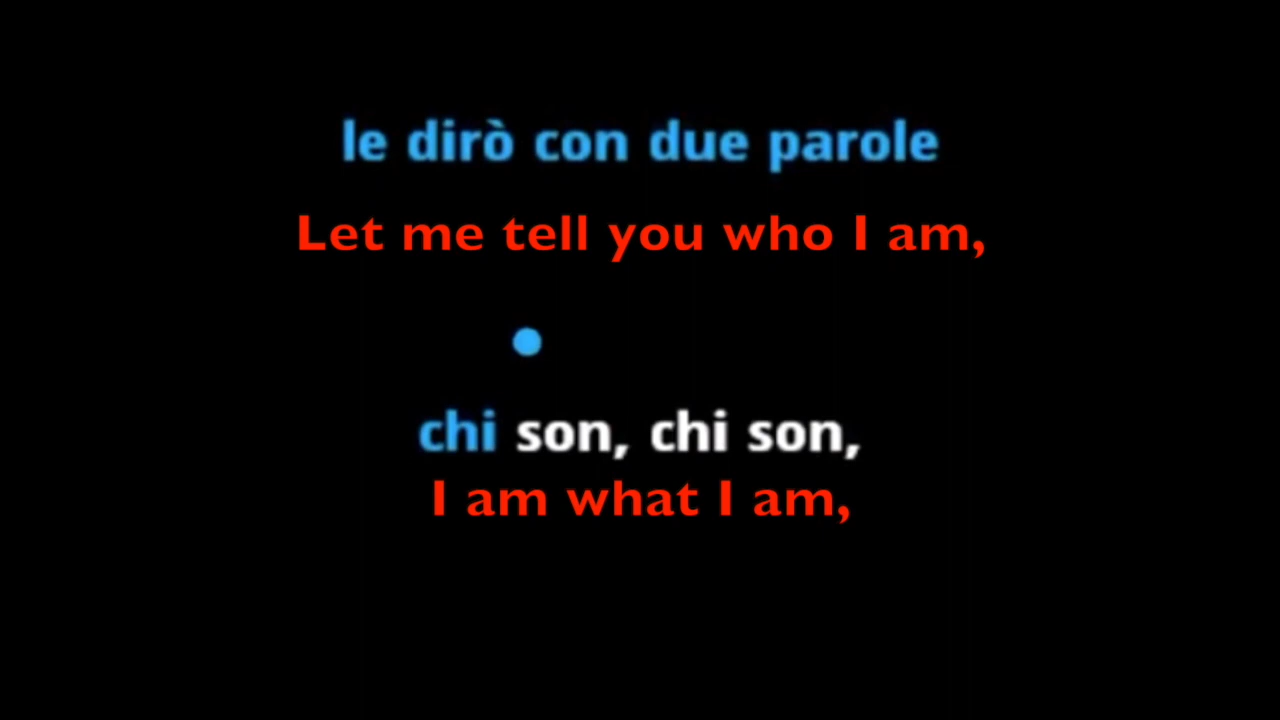 le dirò con due parole
Let me tell you who I am,
chi son, chi son,
I am what I am,